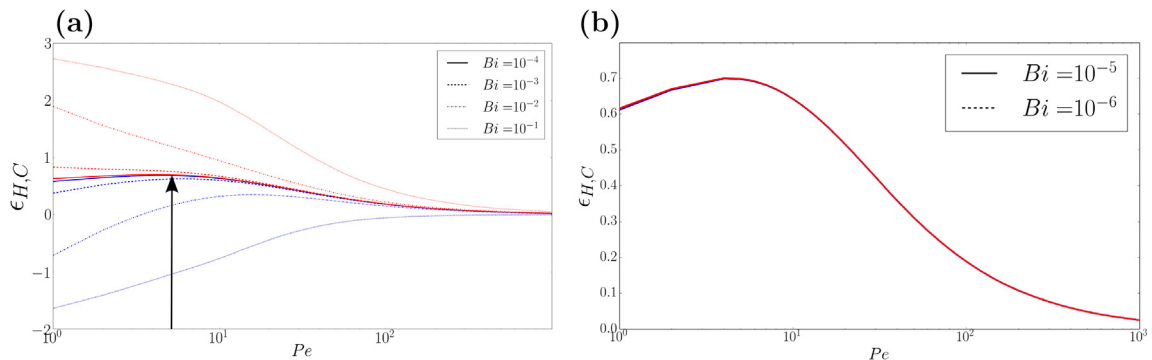 (a)
ϵ_{H,C}
3
2
1
0
−1
−2
10^0
10^1
10^2
Pe
Bi = 10^{-4}
Bi = 10^{-3}
Bi = 10^{-2}
Bi = 10^{-1}
(b)
ϵ_{H,C}
0.7
0.6
0.5
0.4
0.3
0.2
0.1
0.0
10^0
10^1
10^2
10^3
Pe
Bi = 10^{-5}
Bi = 10^{-6}